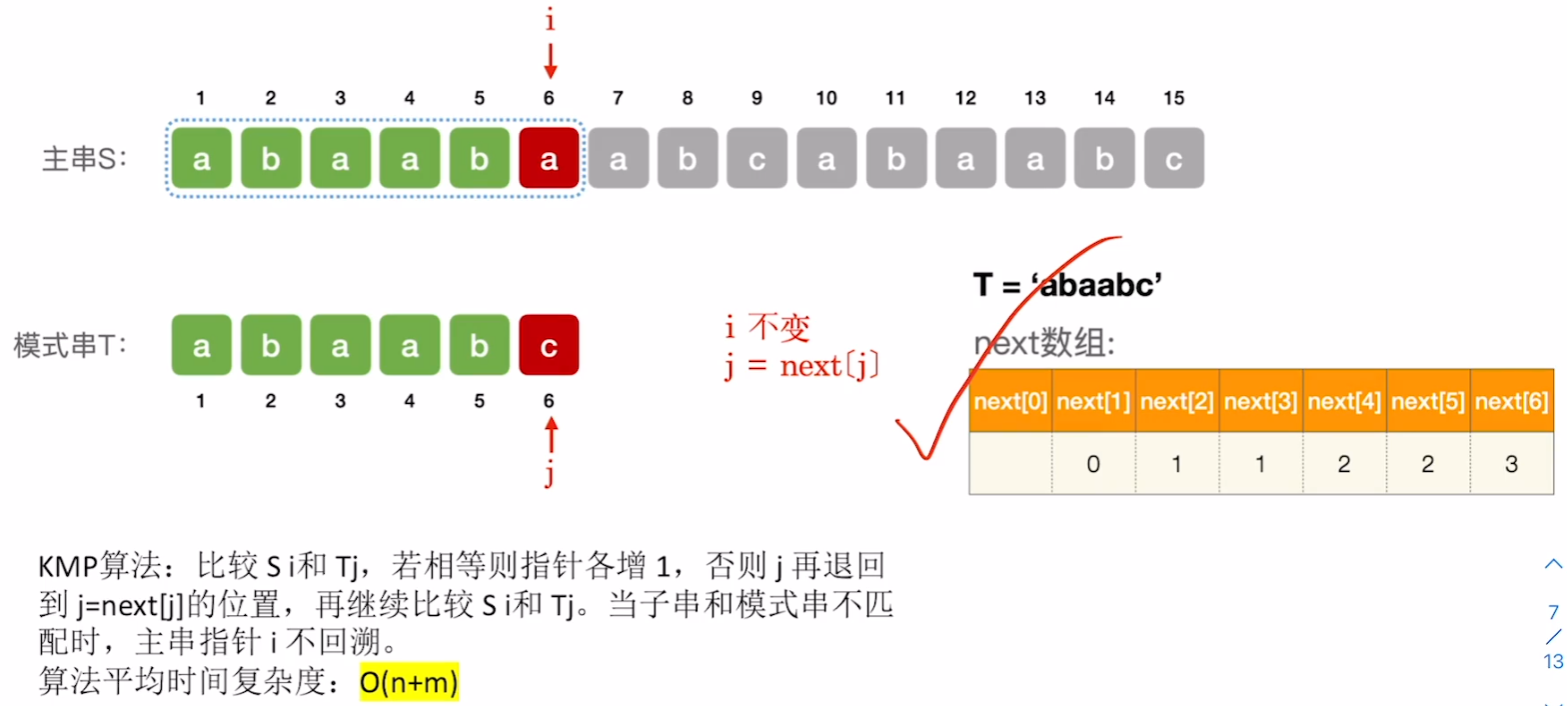 i
1 2 3 4 5 6 7 8 9 10 11 12 13 14 15
主串S： a b a a b a a b c a b a a b c
T = ‘abaabc’
模式串T： a b a a b c
i 不变
next数组:
j = next[j]
1 2 3 4 5 6
next[0] next[1] next[2] next[3] next[4] next[5] next[6]
0 1 1 2 2 3
j
KMP算法：比较 S i和 Tj，若相等则指针各增 1，否则 j 再退回
到 j=next[j]的位置，再继续比较 S i和 Tj。当子串和模式串不匹
配时，主串指针 i 不回溯。
算法平均时间复杂度：O(n+m)
7
/
13